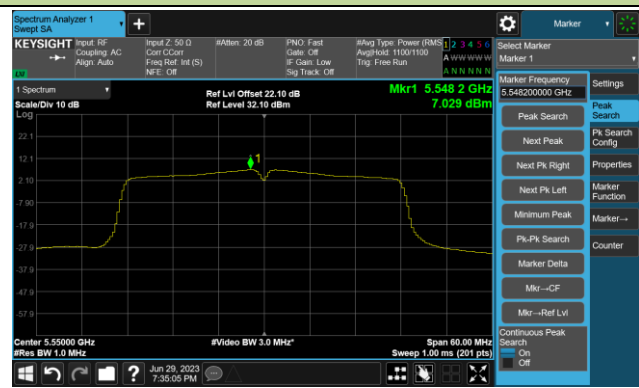 Spectrum Analyzer 1
Swept SA
+
Marker
KEYSIGHT
Input: RF
Coupling: AC
Align: Auto
Input Z: 50 Ω
Corr CCorr
Freq Ref: Int (S)
NFE: Off
#Atten: 20 dB
PNO: Fast
Gate: Off
IF Gain: Low
Sig Track: Off
#Avg Type: Power (RMS
Avg|Hold: 1100/1100
Trig: Free Run
1 2 3 4 5 6
A W W W W W
A N N N N N
Select Marker
Marker 1
1 Spectrum
Scale/Div 10 dB
Log
Ref Lvl Offset 22.10 dB
Ref Level 32.10 dBm
Mkr1 5.548 2 GHz
7.029 dBm
22.1
12.1
2.10
-7.90
-17.9
-27.9
-37.9
-47.9
-57.9
1
Center 5.55000 GHz
#Res BW 1.0 MHz
#Video BW 3.0 MHz*
Span 60.00 MHz
Sweep 1.00 ms (201 pts)
Marker Frequency
5.548200000 GHz
Peak Search
Next Peak
Next Pk Right
Next Pk Left
Minimum Peak
Pk-Pk Search
Marker Delta
Mkr→CF
Mkr→Ref Lvl
Continuous Peak
Search
On
Off
Settings
Peak
Search
Pk Search
Config
Properties
Marker
Function
Marker→
Counter
?
Jun 29, 2023
7:35:05 PM